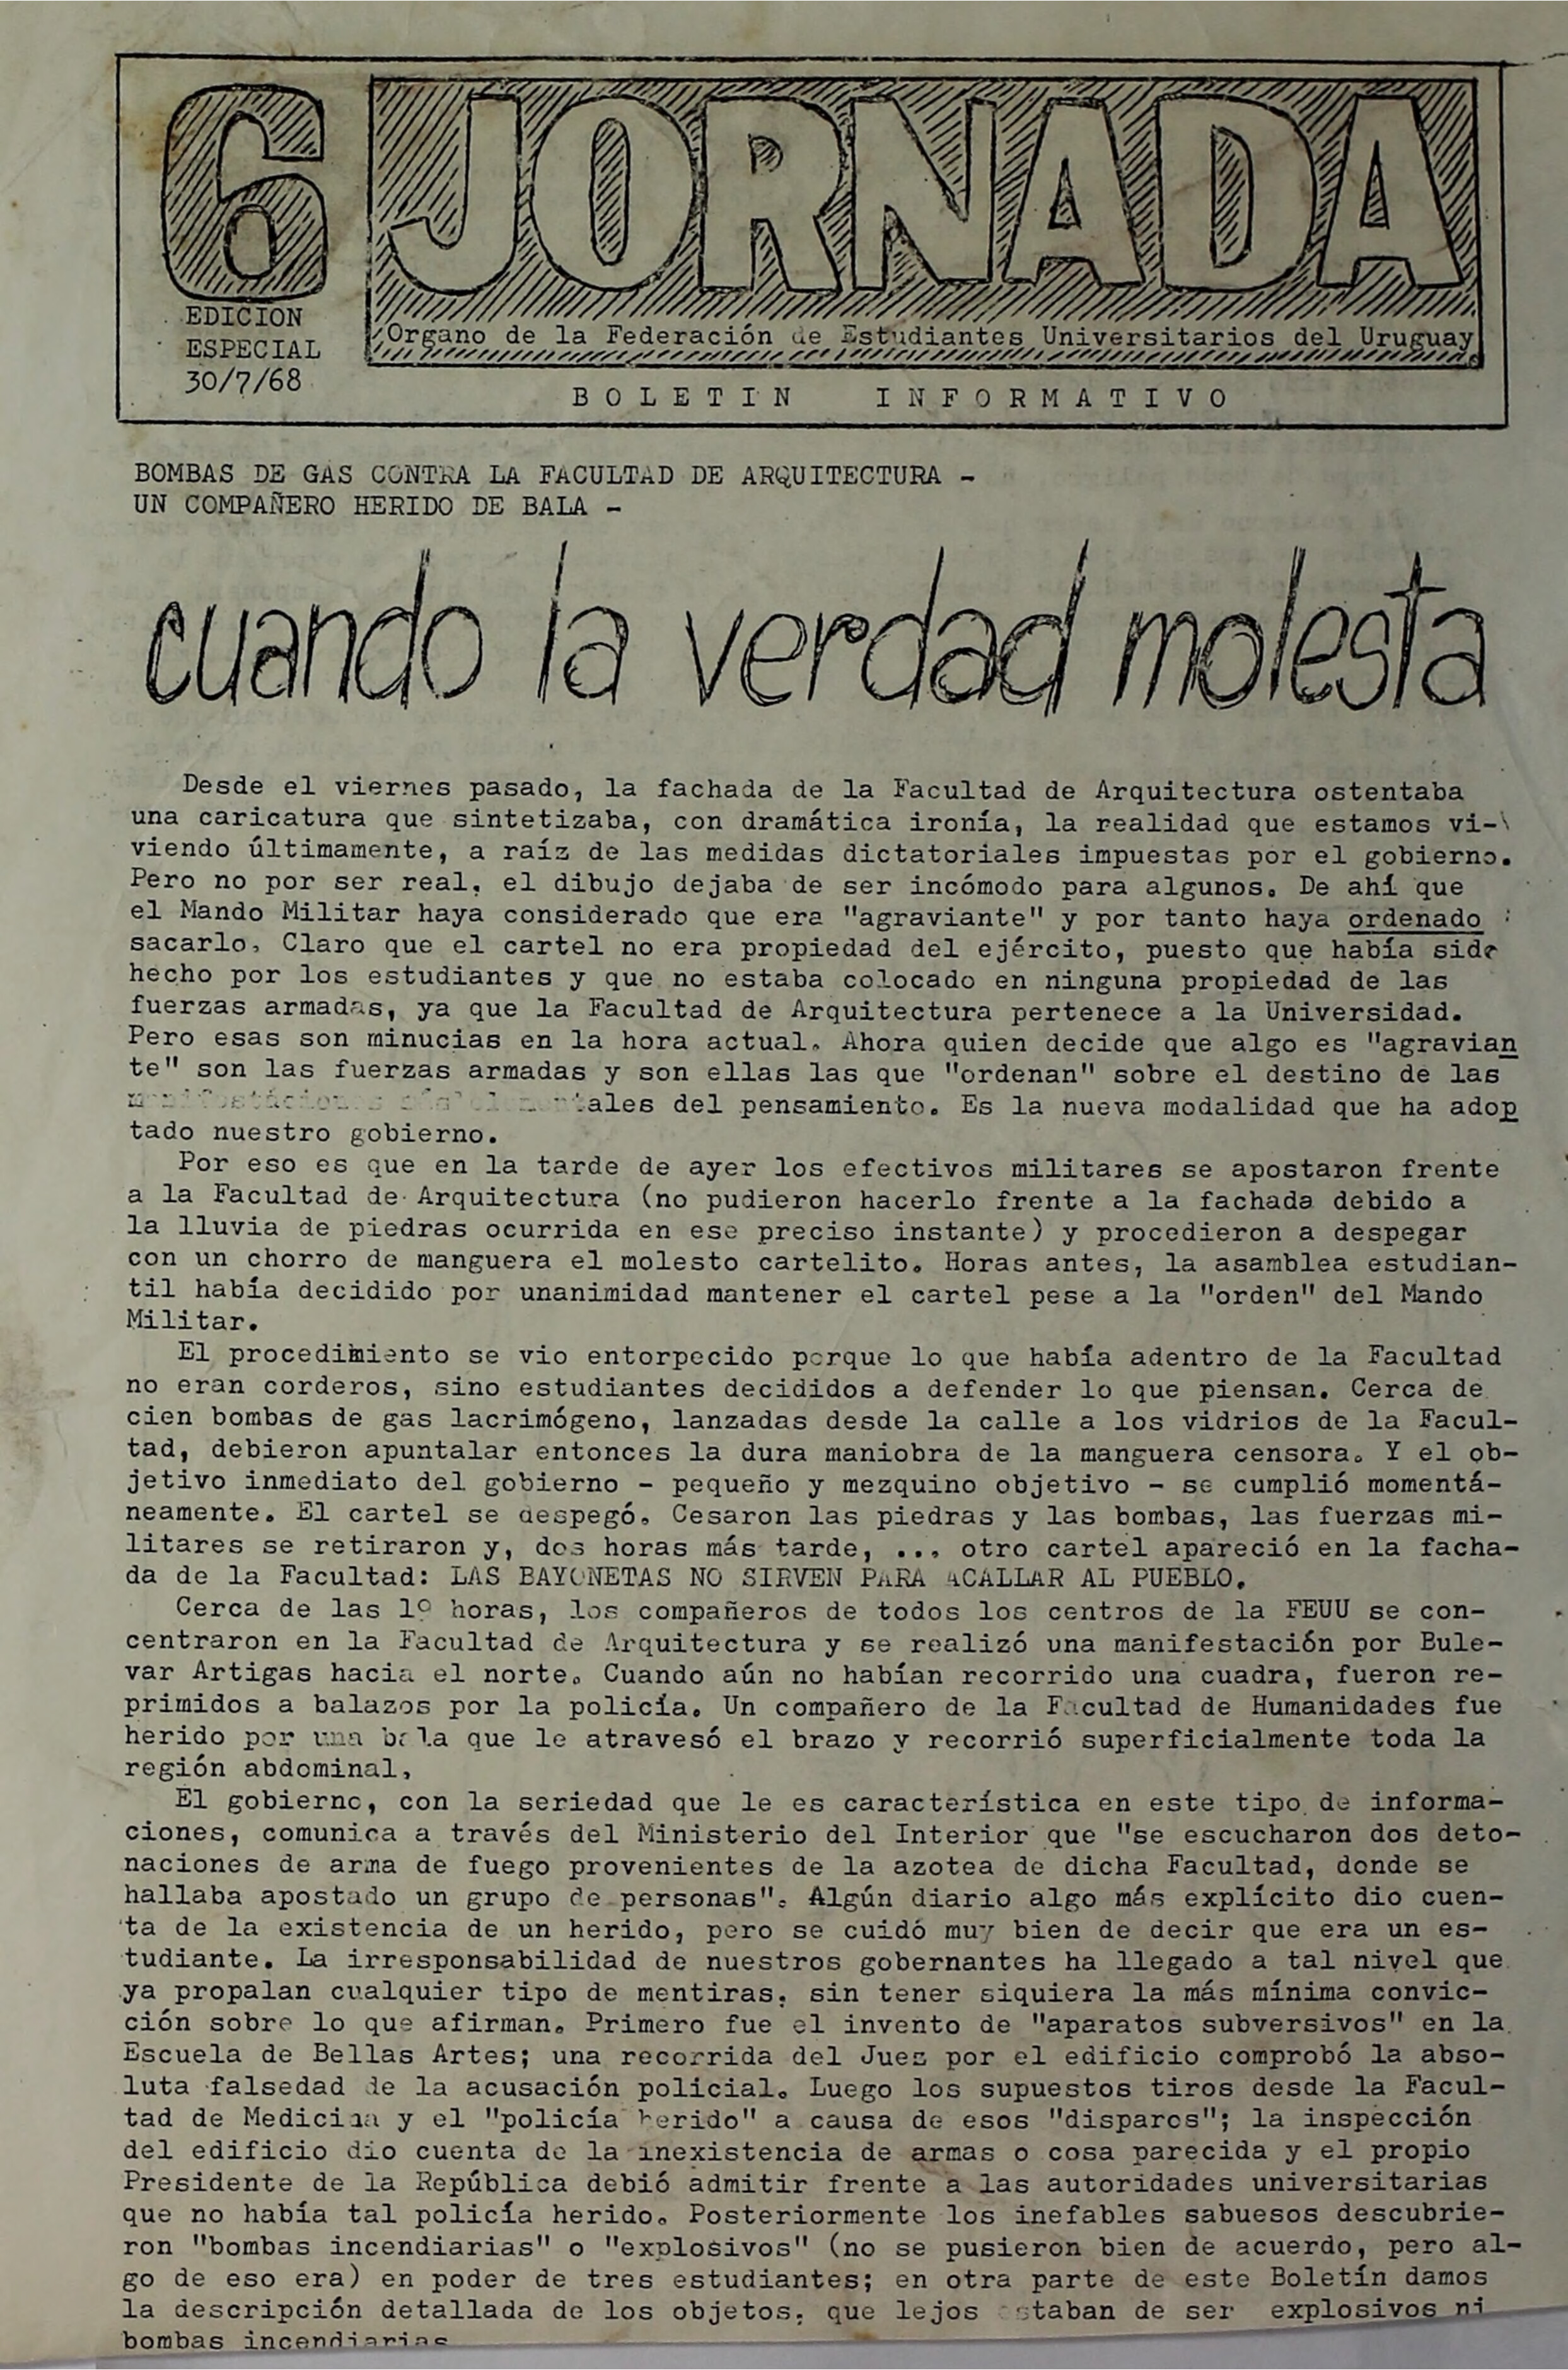 6 JORNADA
EDICION
ESPECIAL
30/7/68
Organo de la Federación de Estudiantes Universitarios del Uruguay
BOLETIN INFORMATIVO
BOMBAS DE GAS CONTRA LA FACULTAD DE ARQUITECTURA -
UN COMPAÑERO HERIDO DE BALA -
cuando la verdad molesta
Desde el viernes pasado, la fachada de la Facultad de Arquitectura ostentaba
una caricatura que sintetizaba, con dramática ironía, la realidad que estamos vi-
viendo últimamente, a raíz de las medidas dictatoriales impuestas por el gobierno.
Pero no por ser real, el dibujo dejaba de ser incómodo para algunos. De ahí que
el Mando Militar haya considerado que era "agraviante" y por tanto haya ordenado
sacarlo. Claro que el cartel no era propiedad del ejército, puesto que había sido
hecho por los estudiantes y que no estaba colocado en ninguna propiedad de las
fuerzas armadas, ya que la Facultad de Arquitectura pertenece a la Universidad.
Pero esas son minucias en la hora actual. Ahora quien decide que algo es "agravian
te" son las fuerzas armadas y son ellas las que "ordenan" sobre el destino de las
manifestaciones más elementales del pensamiento. Es la nueva modalidad que ha adop
tado nuestro gobierno.
Por eso es que en la tarde de ayer los efectivos militares se apostaron frente
a la Facultad de Arquitectura (no pudieron hacerlo frente a la fachada debido a
la lluvia de piedras ocurrida en ese preciso instante) y procedieron a despegar
con un chorro de manguera el molesto cartelito. Horas antes, la asamblea estudian-
til había decidido por unanimidad mantener el cartel pese a la "orden" del Mando
Militar.
El procedimiento se vio entorpecido porque lo que había adentro de la Facultad
no eran corderos, sino estudiantes decididos a defender lo que piensan. Cerca de
cien bombas de gas lacrimógeno, lanzadas desde la calle a los vidrios de la Facul-
tad, debieron apuntalar entonces la dura maniobra de la manguera censora. Y el ob-
jetivo inmediato del gobierno - pequeño y mezquino objetivo - se cumplió momentá-
neamente. El cartel se despegó. Cesaron las piedras y las bombas, las fuerzas mi-
litares se retiraron y, dos horas más tarde, ... otro cartel apareció en la facha-
da de la Facultad: LAS BAYONETAS NO SIRVEN PARA ACALLAR AL PUEBLO.
Cerca de las horas, los compañeros de todos los centros de la FEUU se con-
centraron en la Facultad de Arquitectura y se realizó una manifestación por Bule-
var Artigas hacia el norte. Cuando aún no habían recorrido una cuadra, fueron re-
primidos a balazos por la policía. Un compañero de la Facultad de Humanidades fue
herido por una bala que le atravesó el brazo y recorrió superficialmente toda la
región abdominal,
El gobierno, con la seriedad que le es característica en este tipo de informa-
ciones, comunica a través del Ministerio del Interior que "se escucharon dos deto-
naciones de arma de fuego provenientes de la azotea de dicha Facultad, donde se
hallaba apostado un grupo de personas". Algún diario algo más explícito dio cuen-
ta de la existencia de un herido, pero se cuidó muy bien de decir que era un es-
tudiante. La irresponsabilidad de nuestros gobernantes ha llegado a tal nivel que
ya propalan cualquier tipo de mentiras, sin tener siquiera la más mínima convic-
ción sobre lo que afirman. Primero fue el invento de "aparatos subversivos" en la
Escuela de Bellas Artes; una recorrida del Juez por el edificio comprobó la abso-
luta falsedad de la acusación policial. Luego los supuestos tiros desde la Facul-
tad de Medicina y el "policía herido" a causa de esos "disparos"; la inspección
del edificio dio cuenta de la inexistencia de armas o cosa parecida y el propio
Presidente de la República debió admitir frente a las autoridades universitarias
que no había tal policía herido. Posteriormente los inefables sabuesos descubrie-
ron "bombas incendiarias" o "explosivos" (no se pusieron bien de acuerdo, pero al-
go de eso era) en poder de tres estudiantes; en otra parte de este Boletín damos
la descripción detallada de los objetos, que lejos estaban de ser explosivos ni
bombas incendiarias